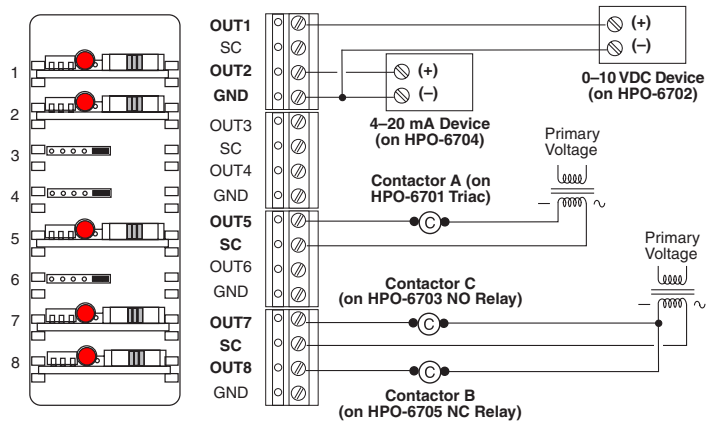 1
2
3
4
5
6
7
8
OUT1
SC
OUT2
GND
OUT3
SC
OUT4
GND
OUT5
SC
OUT6
GND
OUT7
SC
OUT8
GND
(+)
(–)
0–10 VDC Device
(on HPO-6702)
(+)
(–)
4–20 mA Device
(on HPO-6704)
Primary
Voltage
Contactor A (on
HPO-6701 Triac)
C
Primary
Voltage
Contactor C
(on HPO-6703 NO Relay)
C
C
Contactor B
(on HPO-6705 NC Relay)